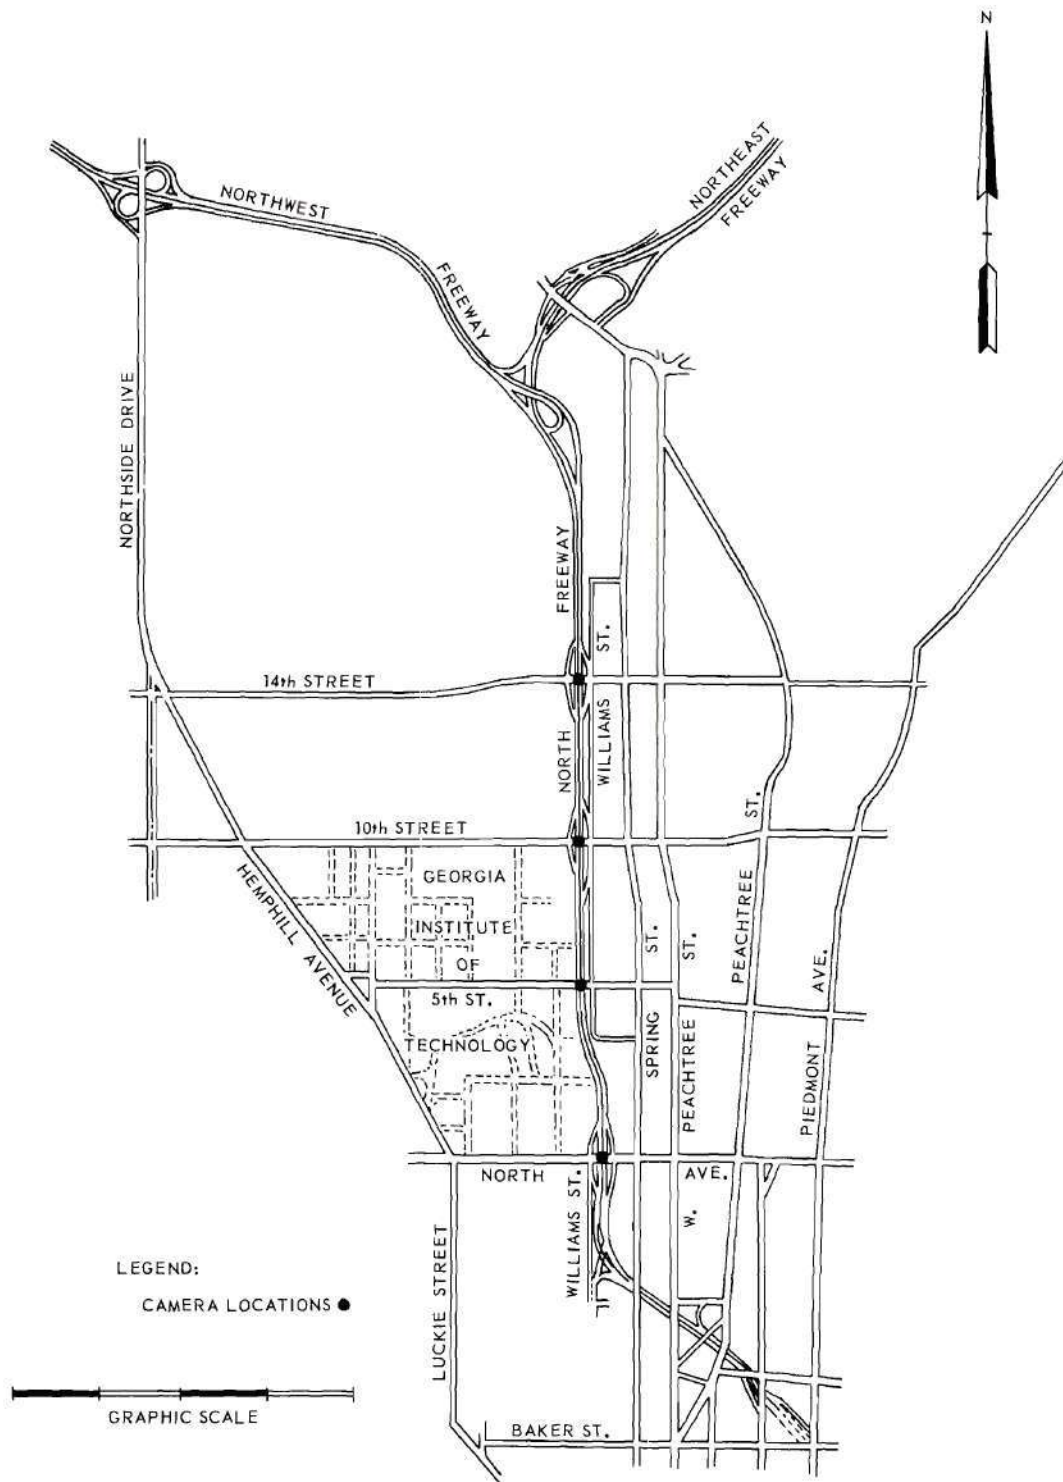 N
NORTHEAST
FREEWAY
NORTHWEST
FREEWAY
NORTHSIDE DRIVE
FREEWAY
ST.
14th STREET
WILLIAMS
NORTH
ST.
10th STREET
GEORGIA
HEMPHILL AVENUE
INSTITUTE
PEACHTREE
ST.
ST.
AVE.
OF
5th ST.
TECHNOLOGY
SPRING
PEACHTREE
PIEDMONT
NORTH
AVE.
WILLIAMS ST.
W.
LUCKIE STREET
LEGEND:
CAMERA LOCATIONS
GRAPHIC SCALE
BAKER ST.